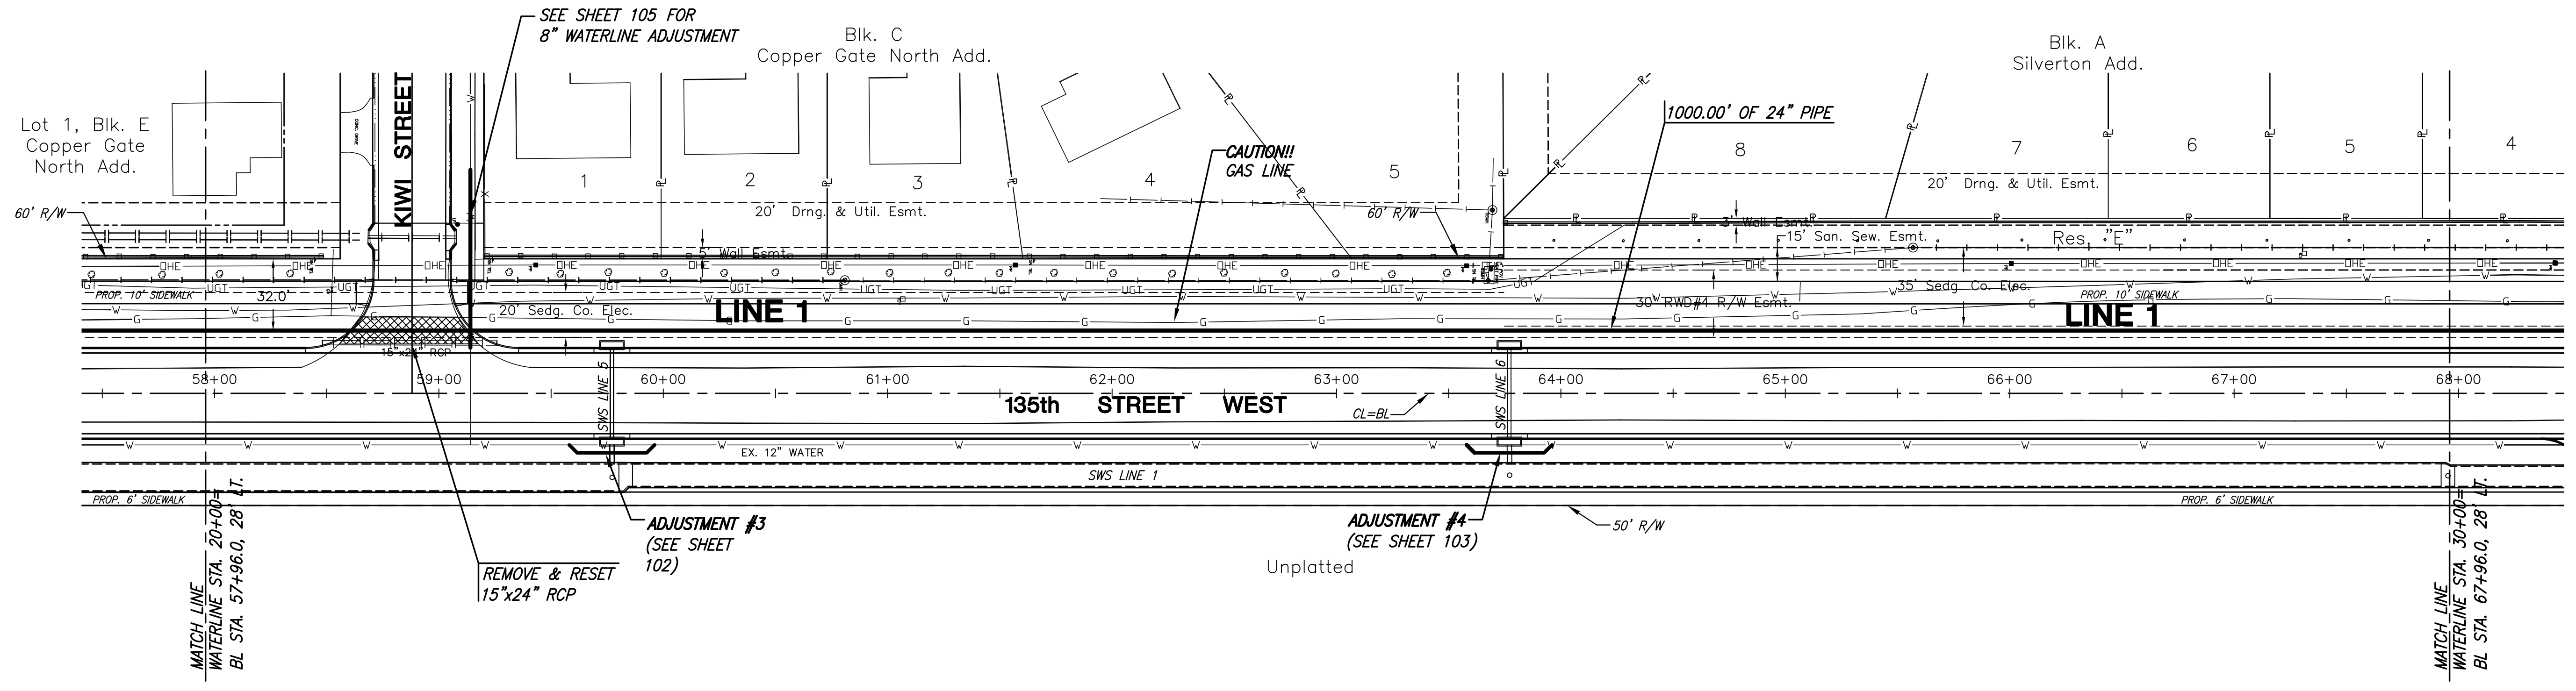 SEE SHEET 105 FOR
8" WATERLINE ADJUSTMENT
Blk. C
Copper Gate North Add.
Blk. A
Silverton Add.
Lot 1, Blk. E
Copper Gate
North Add.
KIWI STREET
CONC. DRIVE
1000.00' OF 24" PIPE
CAUTION!!
GAS LINE
1
2
3
4
5
8
7
6
5
4
60' R/W
20' Drng. & Util. Esmt.
60' R/W
20' Drng. & Util. Esmt.
3' Wall Esmt.
15' San. Sew. Esmt.
Res. "E"
5' Wall Esmt.
PROP. 10' SIDEWALK
32.0'
20' Sedg. Co. Elec.
LINE 1
30' RWD#4 R/W Esmt.
35' Sedg. Co. Elec.
PROP. 10' SIDEWALK
LINE 1
15"x24" RCP
SWS LINE 5
SWS LINE 6
58+00
59+00
60+00
61+00
62+00
63+00
64+00
65+00
66+00
67+00
68+00
135th STREET WEST
CL=BL
EX. 12" WATER
SWS LINE 1
PROP. 6' SIDEWALK
PROP. 6' SIDEWALK
ADJUSTMENT #3
(SEE SHEET
102)
ADJUSTMENT #4
(SEE SHEET 103)
50' R/W
Unplatted
REMOVE & RESET
15"x24" RCP
MATCH LINE
WATERLINE STA. 20+00=
BL STA. 57+96.0, 28' LT.
MATCH LINE
WATERLINE STA. 30+00=
BL STA. 67+96.0, 28' LT.